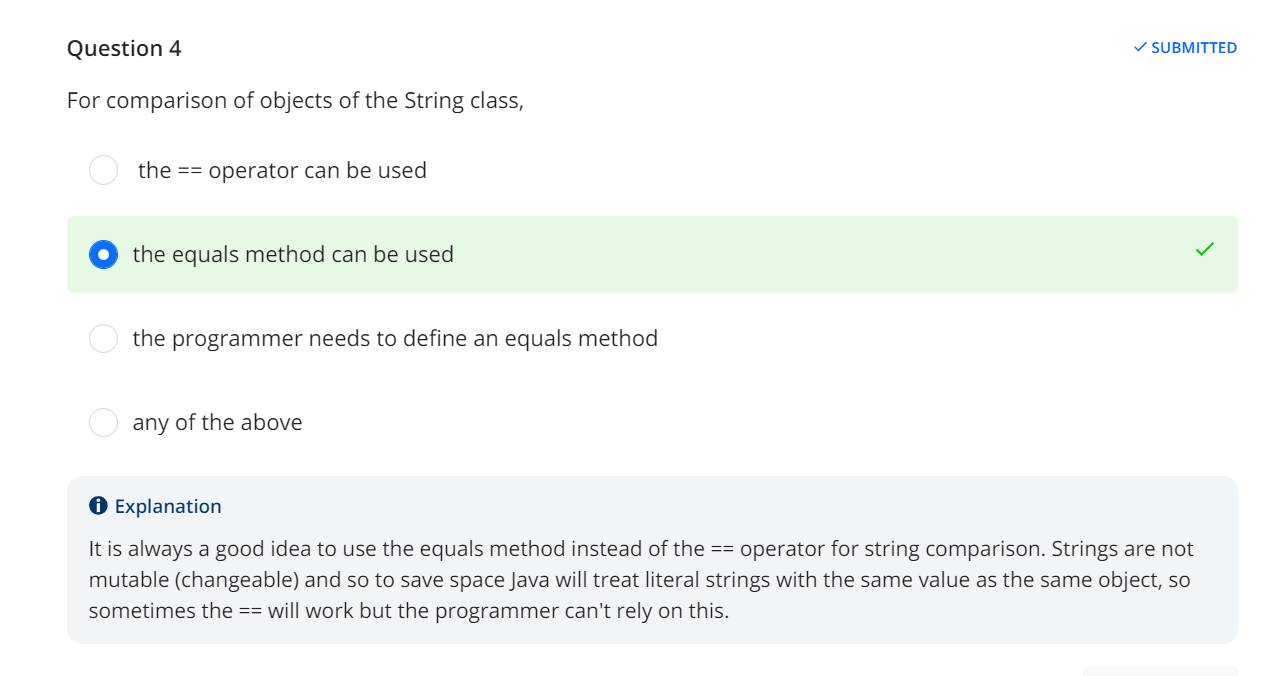 Question 4
SUBMITTED
For comparison of objects of the String class,
the == operator can be used
the equals method can be used
the programmer needs to define an equals method
any of the above
Explanation
It is always a good idea to use the equals method instead of the == operator for string comparison. Strings are not
mutable (changeable) and so to save space Java will treat literal strings with the same value as the same object, so
sometimes the == will work but the programmer can't rely on this.